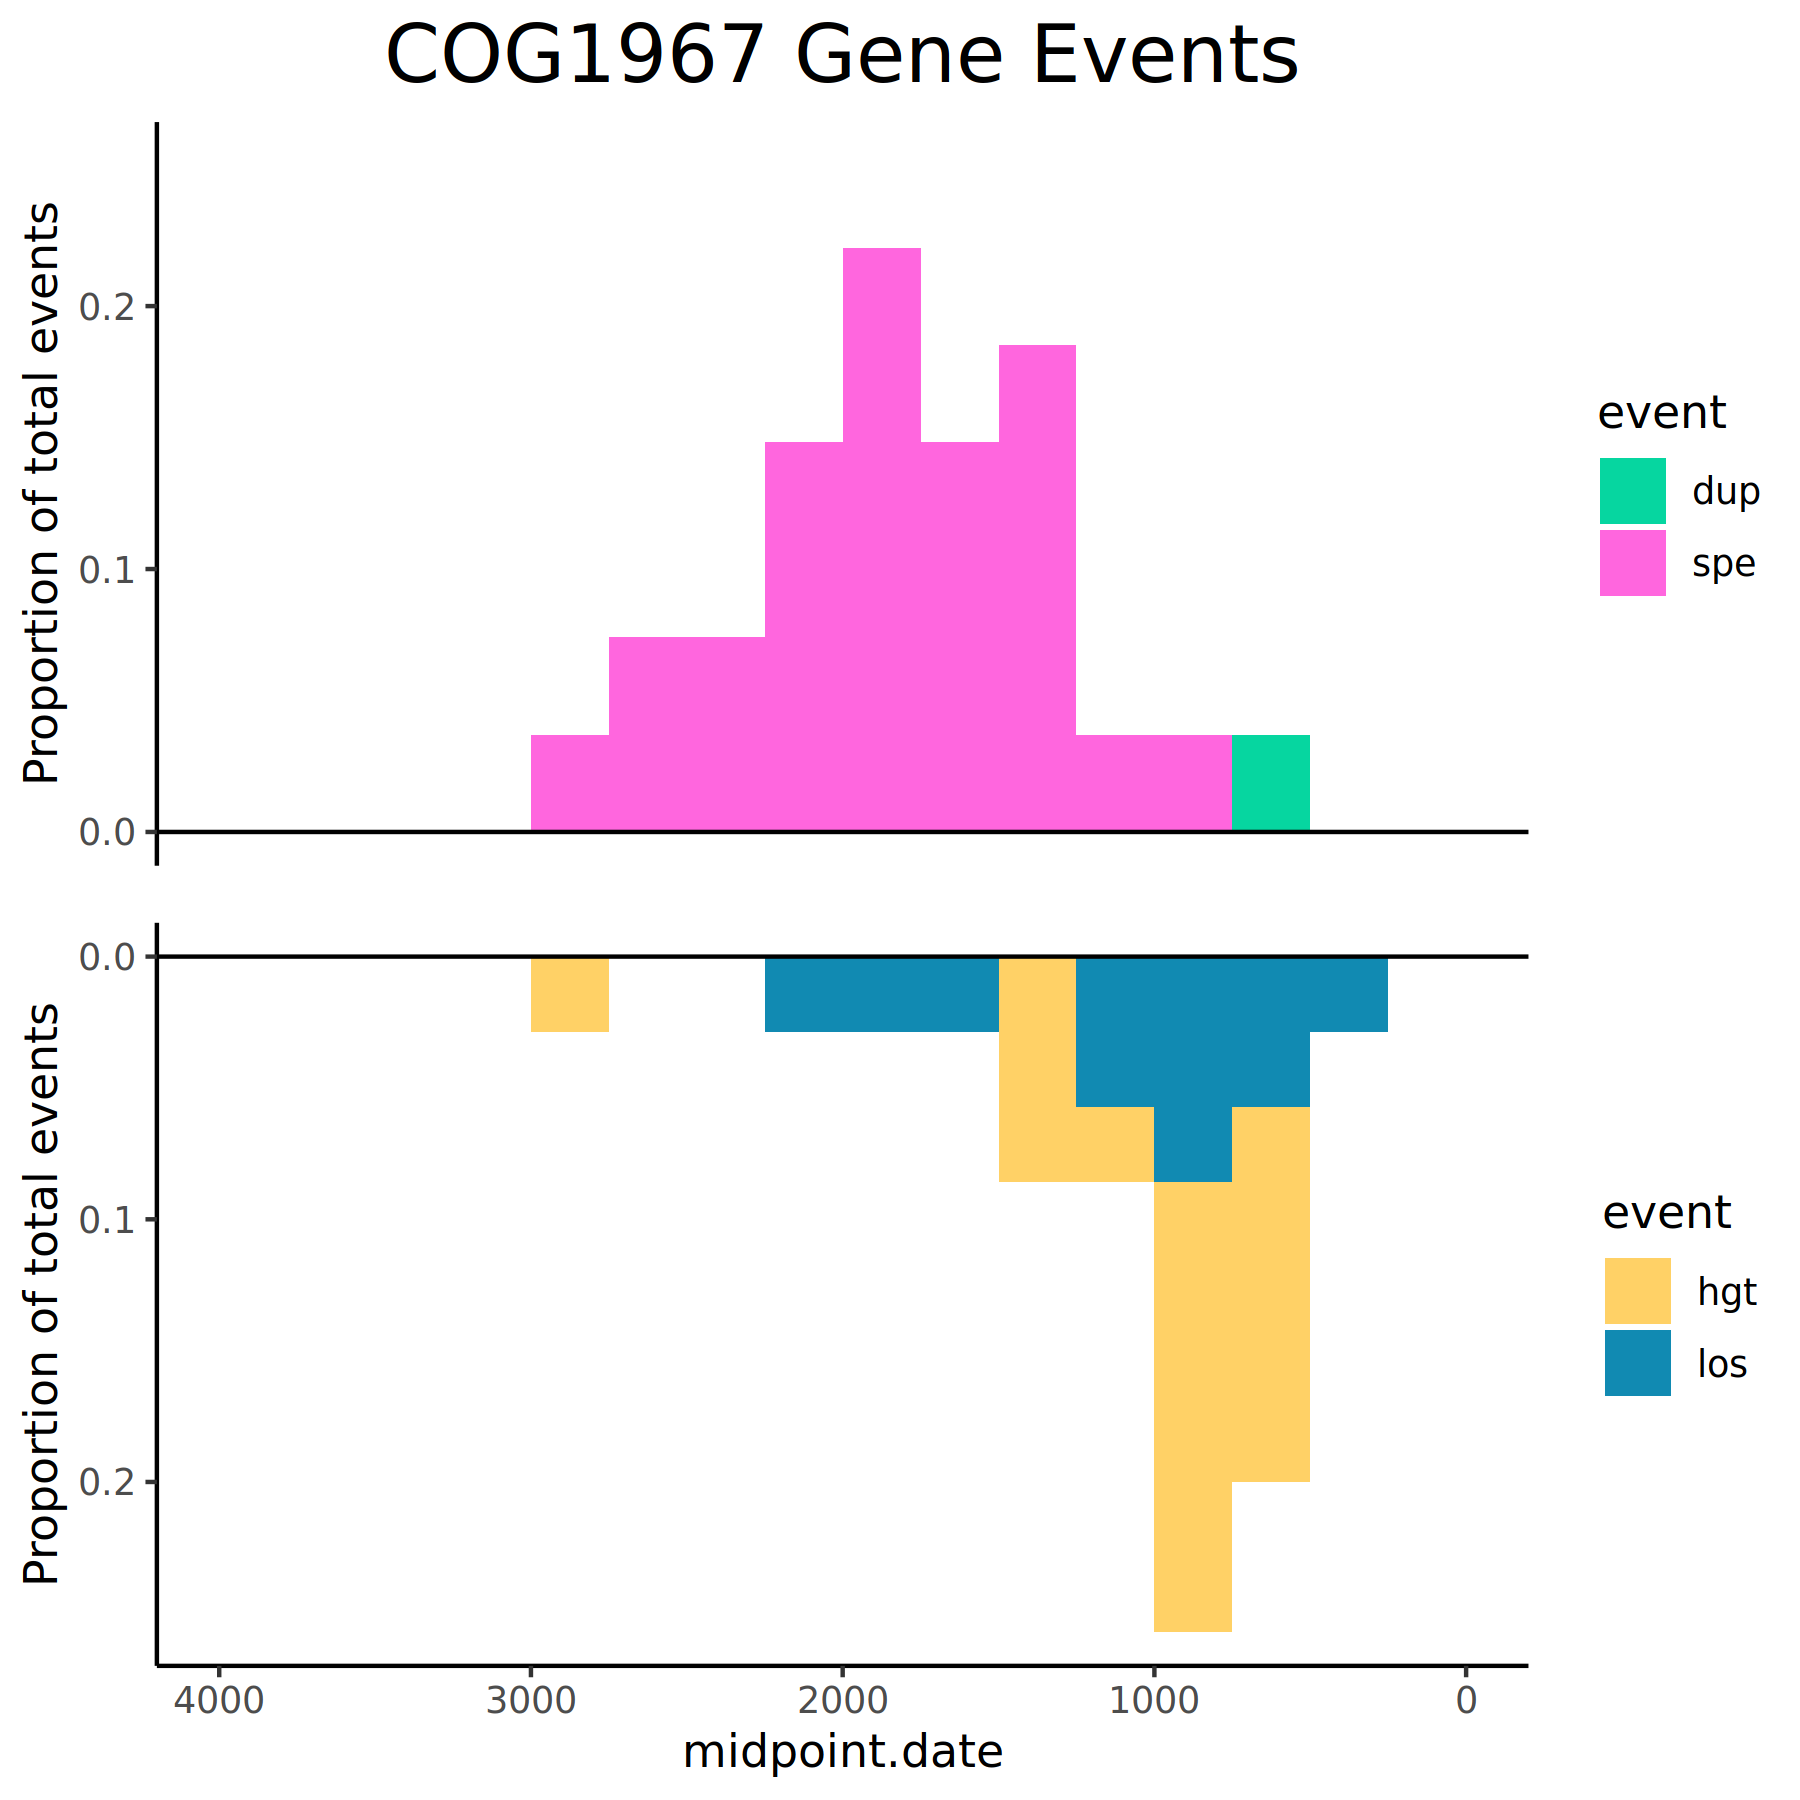 COG1967 Gene Events
Proportion of total events
0.2
0.1
0.0
event
dup
spe
Proportion of total events
0.0
0.1
0.2
event
hgt
los
4000 3000 2000 1000 0
midpoint.date